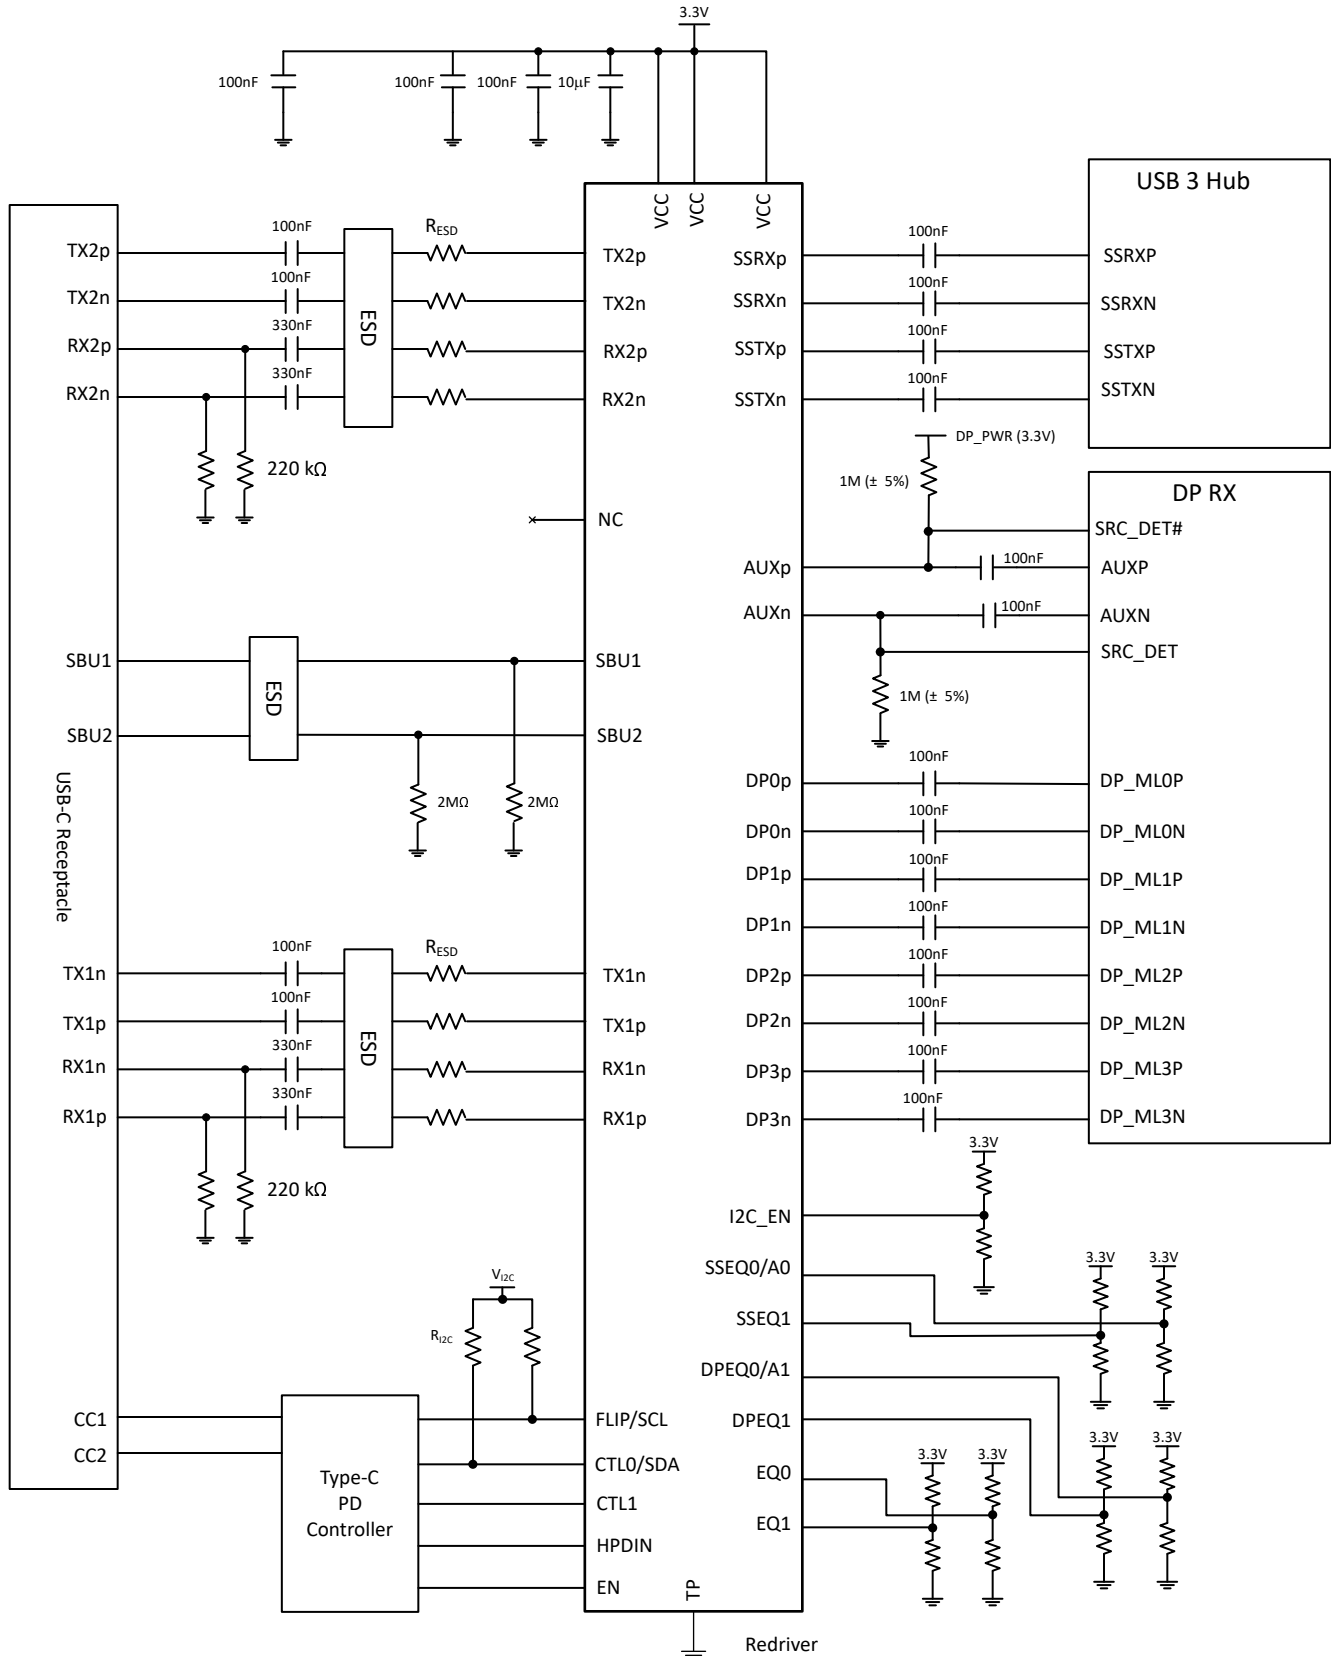 3.3V
100nF
100nF
100nF
10µF
USB 3 Hub
VCC
VCC
VCC
TX2p
100nF
R_ESD
TX2p
SSRXp
100nF
SSRXP
TX2n
100nF
TX2n
SSRXn
100nF
SSRXN
RX2p
330nF
ESD
RX2p
SSTXp
100nF
SSTXP
RX2n
330nF
RX2n
SSTXn
100nF
SSTXN
DP_PWR (3.3V)
220 kΩ
1M (± 5%)
DP RX
NC
SRC_DET#
AUXp
100nF
AUXP
AUXn
100nF
AUXN
SBU1
SBU1
SRC_DET
ESD
1M (± 5%)
SBU2
SBU2
2MΩ
2MΩ
USB-C Receptacle
DP0p
100nF
DP_ML0P
DP0n
100nF
DP_ML0N
DP1p
100nF
DP_ML1P
DP1n
100nF
DP_ML1N
TX1n
100nF
R_ESD
TX1n
DP2p
100nF
DP_ML2P
TX1p
100nF
TX1p
DP2n
100nF
DP_ML2N
RX1n
330nF
ESD
RX1n
DP3p
100nF
DP_ML3P
RX1p
330nF
RX1p
DP3n
100nF
DP_ML3N
220 kΩ
3.3V
I2C_EN
V_I2C
R_I2C
SSEQ0/A0
3.3V
3.3V
SSEQ1
DPEQ0/A1
CC1
FLIP/SCL
DPEQ1
3.3V
3.3V
CC2
CTL0/SDA
EQ0
3.3V
3.3V
Type-C
PD
Controller
CTL1
EQ1
HPDIN
EN
TP
Redriver